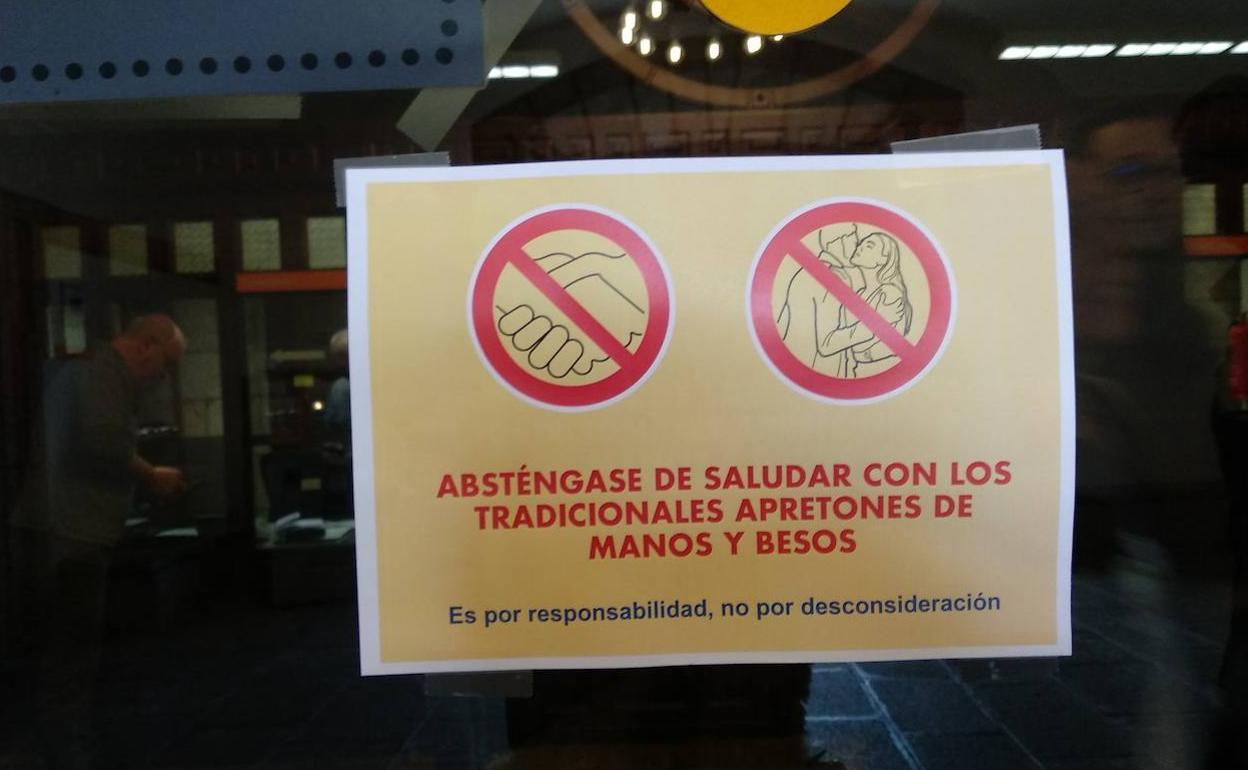 ABSTÉNGASE DE SALUDAR CON LOS
TRADICIONALES APRETONES DE
MANOS Y BESOS
Es por responsabilidad, no por desconsideración